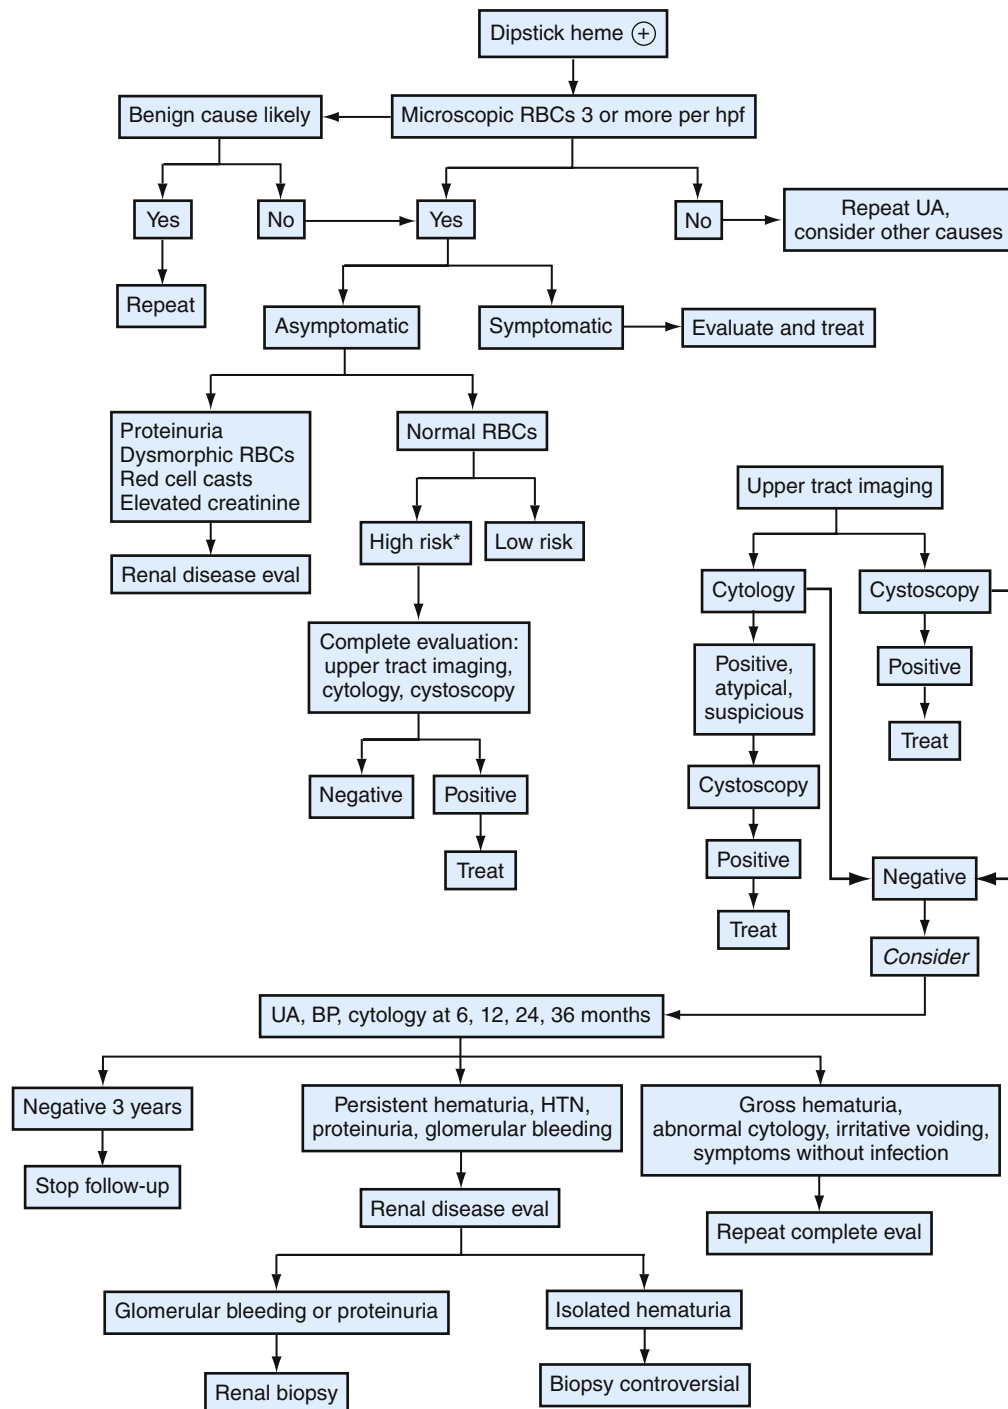 Dipstick heme (+)
Benign cause likely
Microscopic RBCs 3 or more per hpf
Yes
No
Yes
No
Repeat UA,
consider other causes
Repeat
Asymptomatic
Symptomatic
Evaluate and treat
Proteinuria
Dysmorphic RBCs
Red cell casts
Elevated creatinine
Normal RBCs
Renal disease eval
High risk*
Low risk
Complete evaluation:
upper tract imaging,
cytology, cystoscopy
Negative
Positive
Treat
Upper tract imaging
Cytology
Cystoscopy
Positive,
atypical,
suspicious
Positive
Treat
Cystoscopy
Positive
Treat
Negative
Consider
UA, BP, cytology at 6, 12, 24, 36 months
Negative 3 years
Stop follow-up
Persistent hematuria, HTN,
proteinuria, glomerular bleeding
Gross hematuria,
abnormal cytology, irritative voiding,
symptoms without infection
Renal disease eval
Repeat complete eval
Glomerular bleeding or proteinuria
Isolated hematuria
Renal biopsy
Biopsy controversial